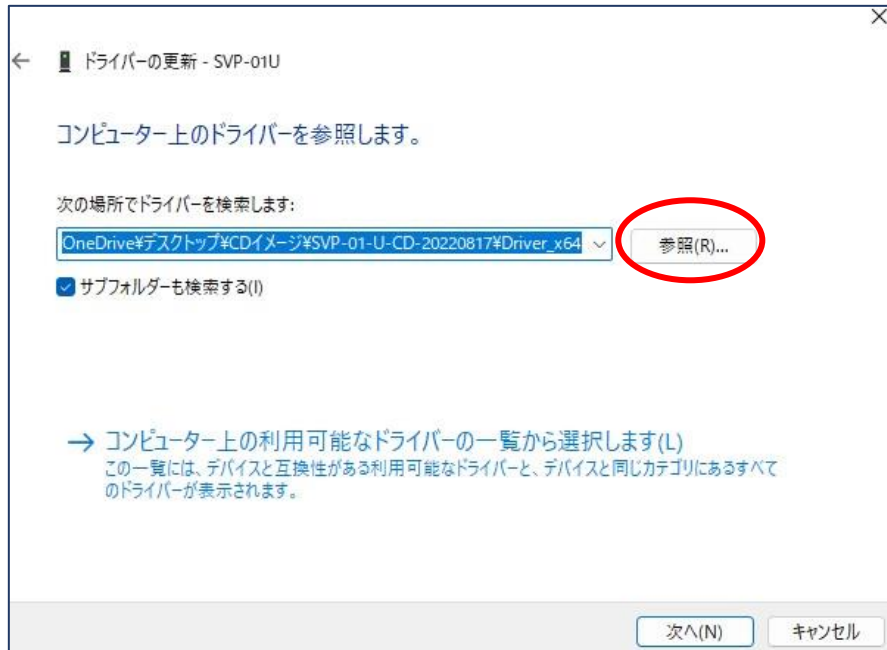 ドライバーの更新 - SVP-01U
コンピューター上のドライバーを参照します。
次の場所でドライバーを検索します:
OneDrive¥デスクトップ¥CDイメージ¥SVP-01-U-CD-20220817¥Driver_x64
参照(R)...
サブフォルダーも検索する(I)
コンピューター上の利用可能なドライバーの一覧から選択します(L)
この一覧には、デバイスと互換性がある利用可能なドライバーと、デバイスと同じカテゴリにあるすべて
のドライバーが表示されます。
次へ(N)
キャンセル